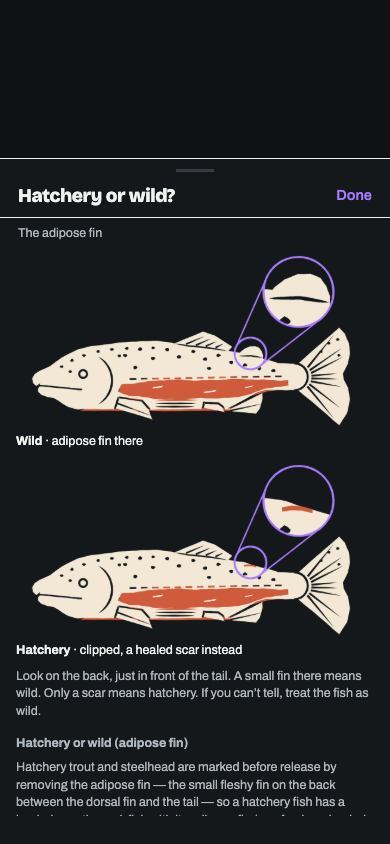 Hatchery or wild?
Done
The adipose fin
Wild · adipose fin there
Hatchery · clipped, a healed scar instead
Look on the back, just in front of the tail. A small fin there means
wild. Only a scar means hatchery. If you can’t tell, treat the fish as
wild.
Hatchery or wild (adipose fin)
Hatchery trout and steelhead are marked before release by
removing the adipose fin — the small fleshy fin on the back
between the dorsal fin and the tail — so a hatchery fish has a